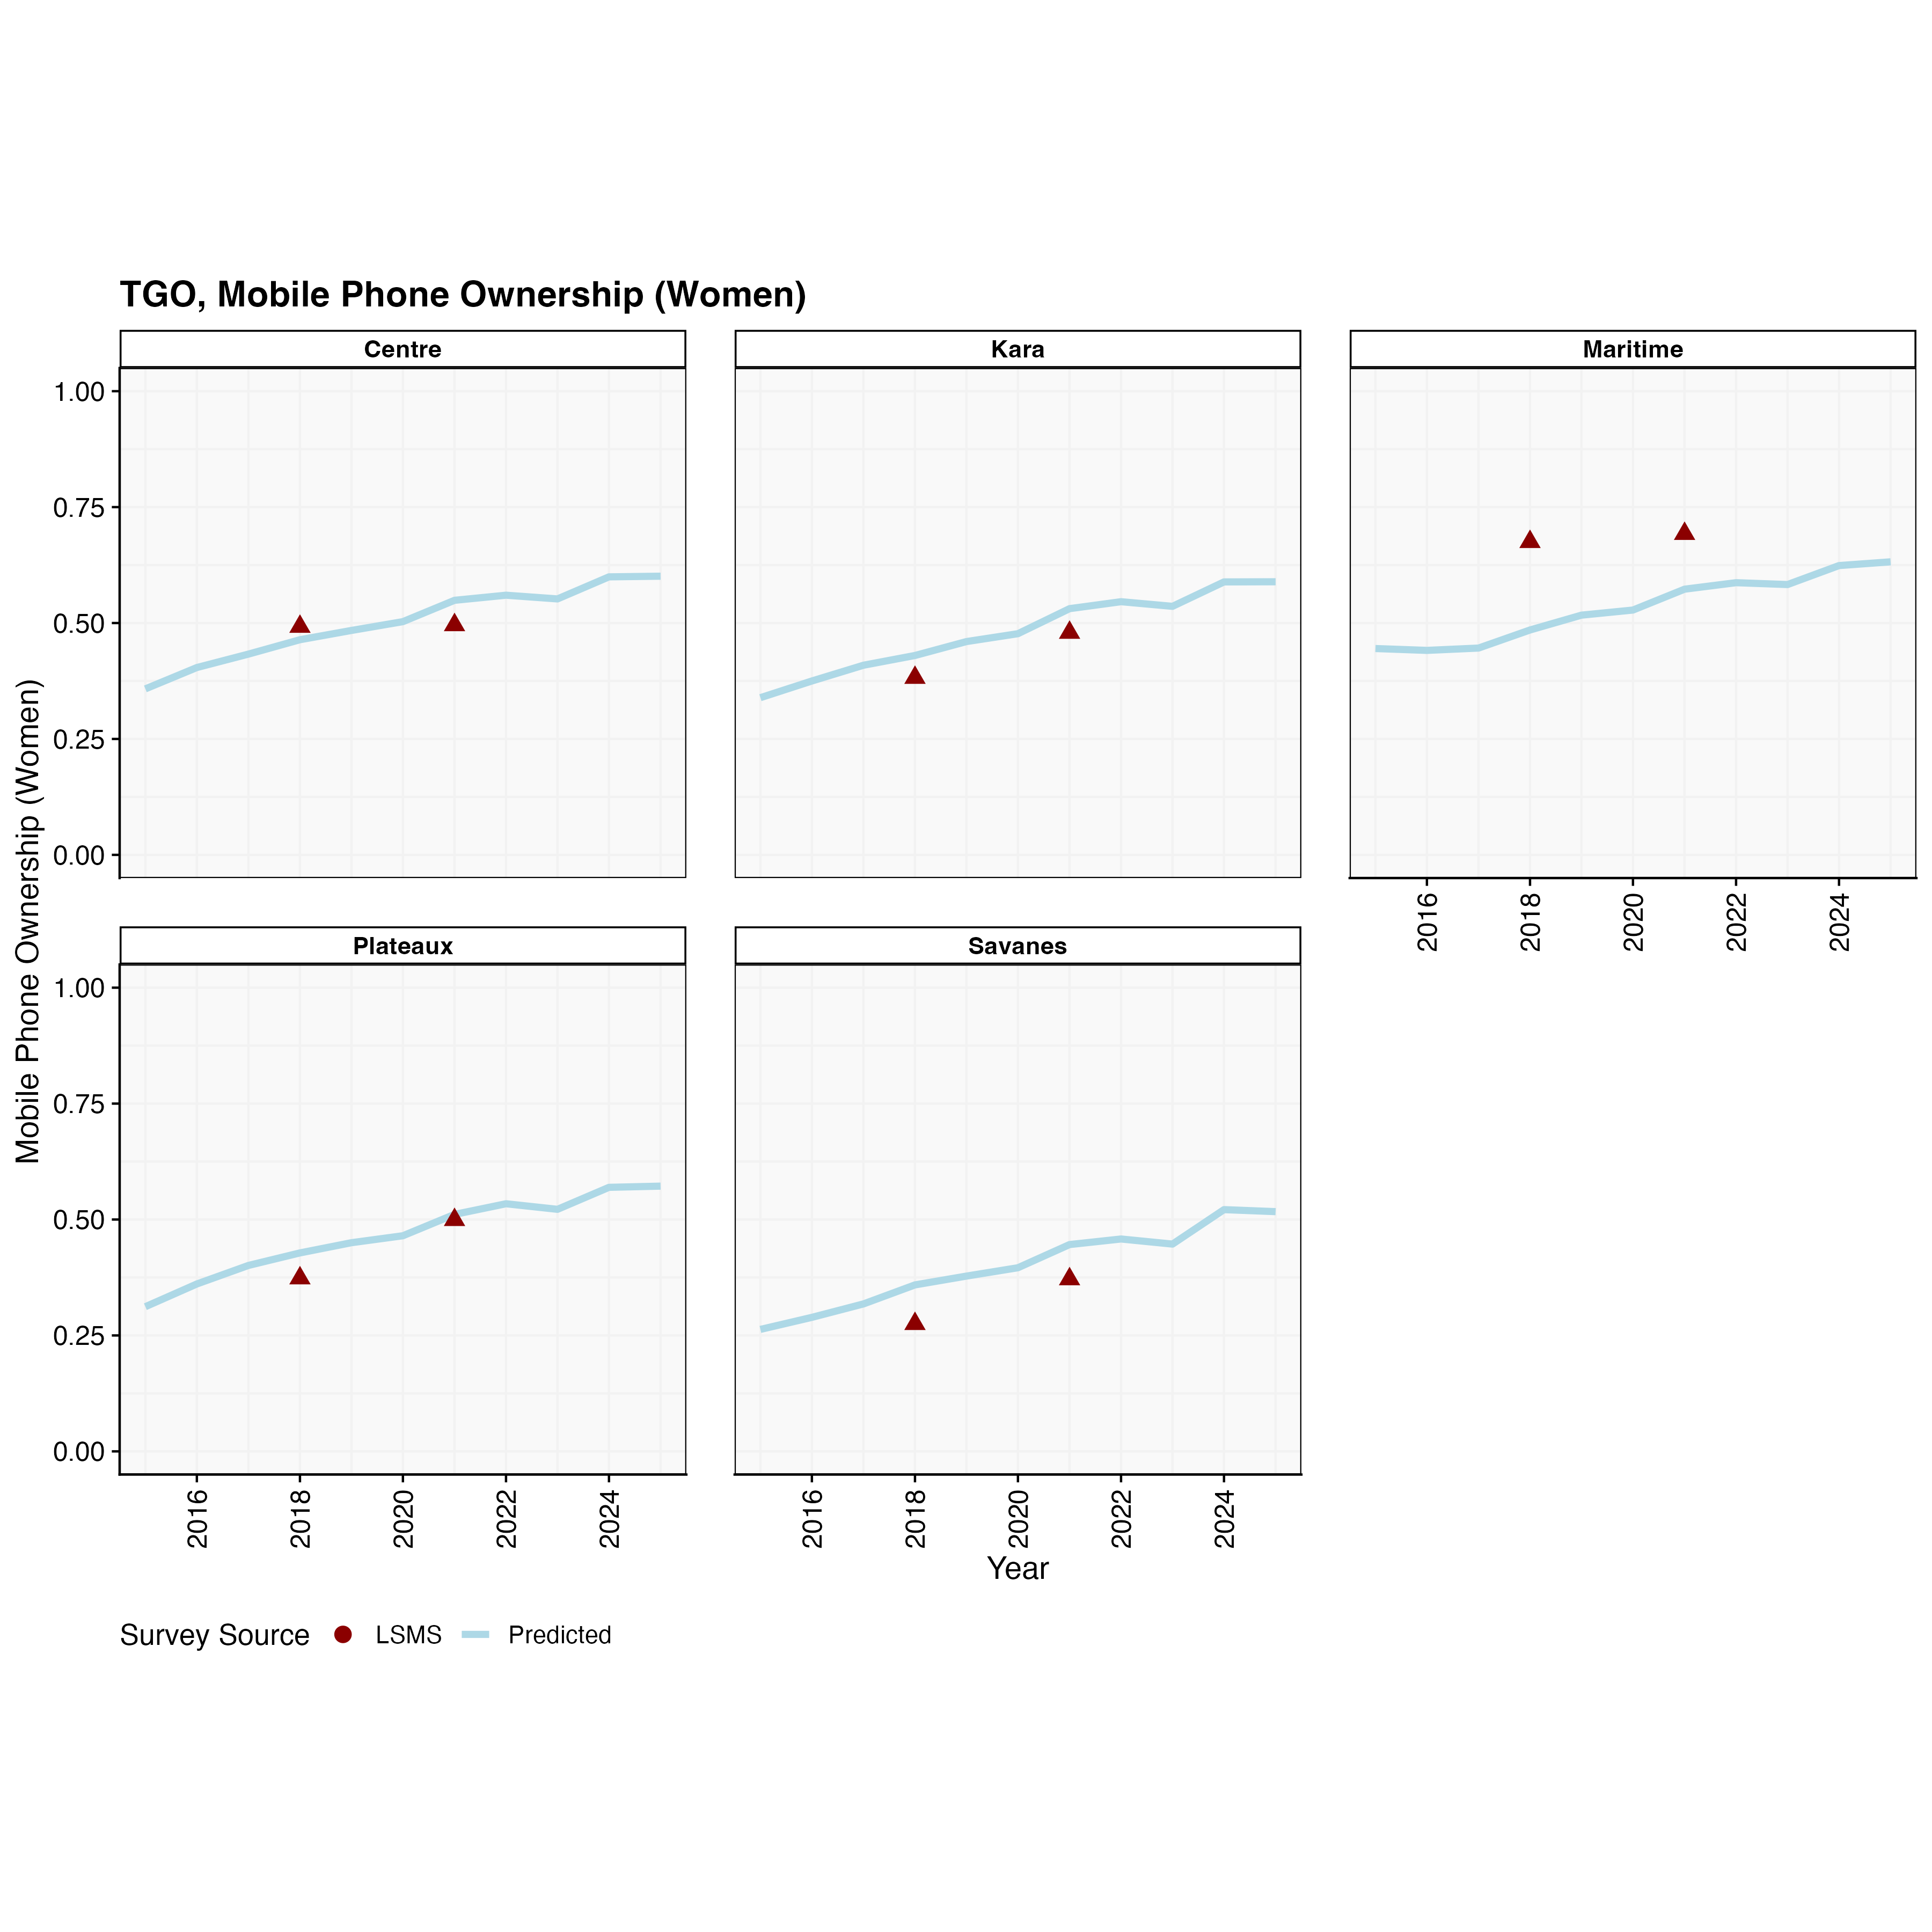 TGO, Mobile Phone Ownership (Women)
Centre
Kara
Maritime
Mobile Phone Ownership (Women)
1.00
0.75
0.50
0.25
0.00
2016 2018 2020 2022 2024
Plateaux
Savanes
1.00
0.75
0.50
0.25
0.00
2016 2018 2020 2022 2024
2016 2018 2020 2022 2024
Year
Survey Source LSMS Predicted